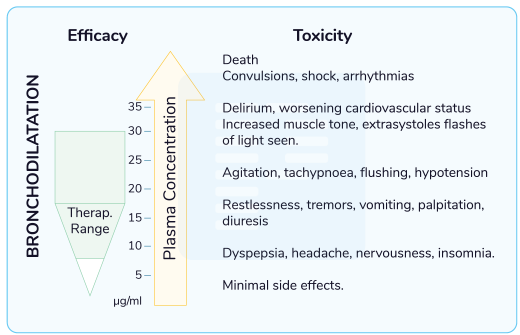 Efficacy
Toxicity
BRONCHODILATATION
Death
Convulsions, shock, arrhythmias
Delirium, worsening cardiovascular status
Increased muscle tone, extrasystoles flashes
of light seen.
Agitation, tachypnoea, flushing, hypotension
Restlessness, tremors, vomiting, palpitation,
diuresis
Dyspepsia, headache, nervousness, insomnia.
Minimal side effects.
Therap.
Range
35
30
25
20
15
10
5
µg/ml
Plasma Concentration